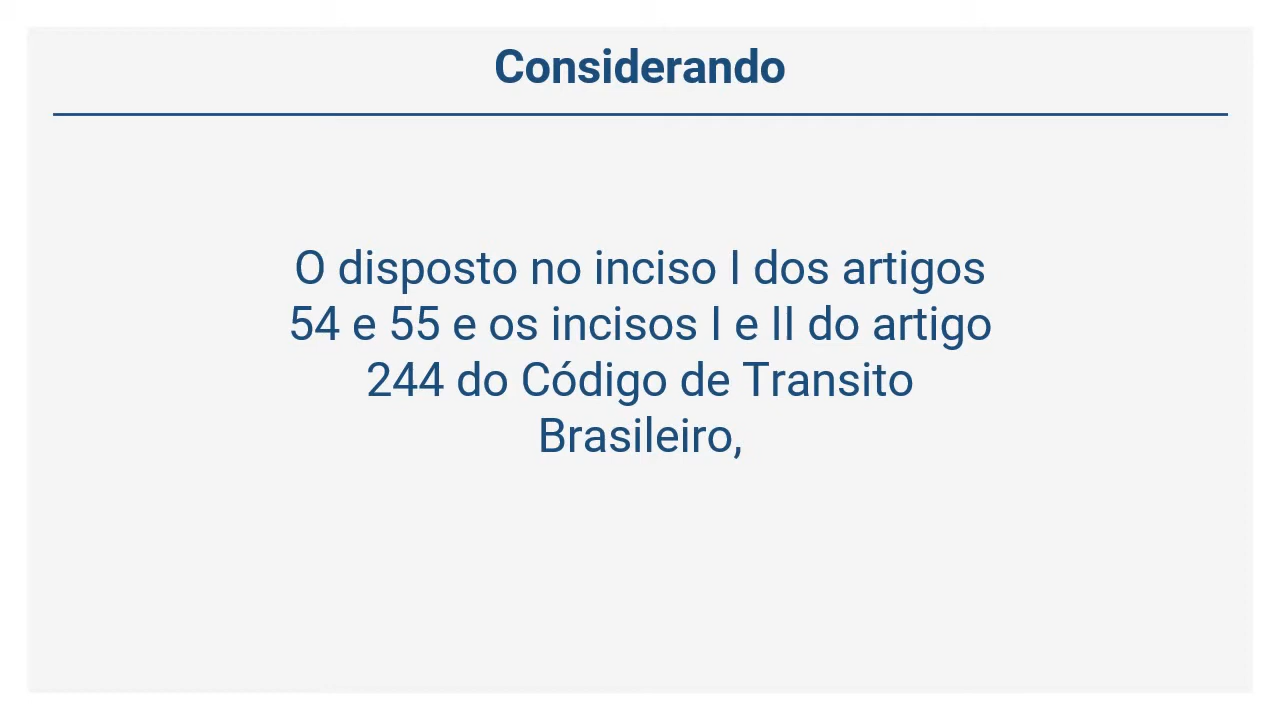 Considerando
O disposto no inciso I dos artigos
54 e 55 e os incisos I e II do artigo
244 do Código de Transito
Brasileiro,